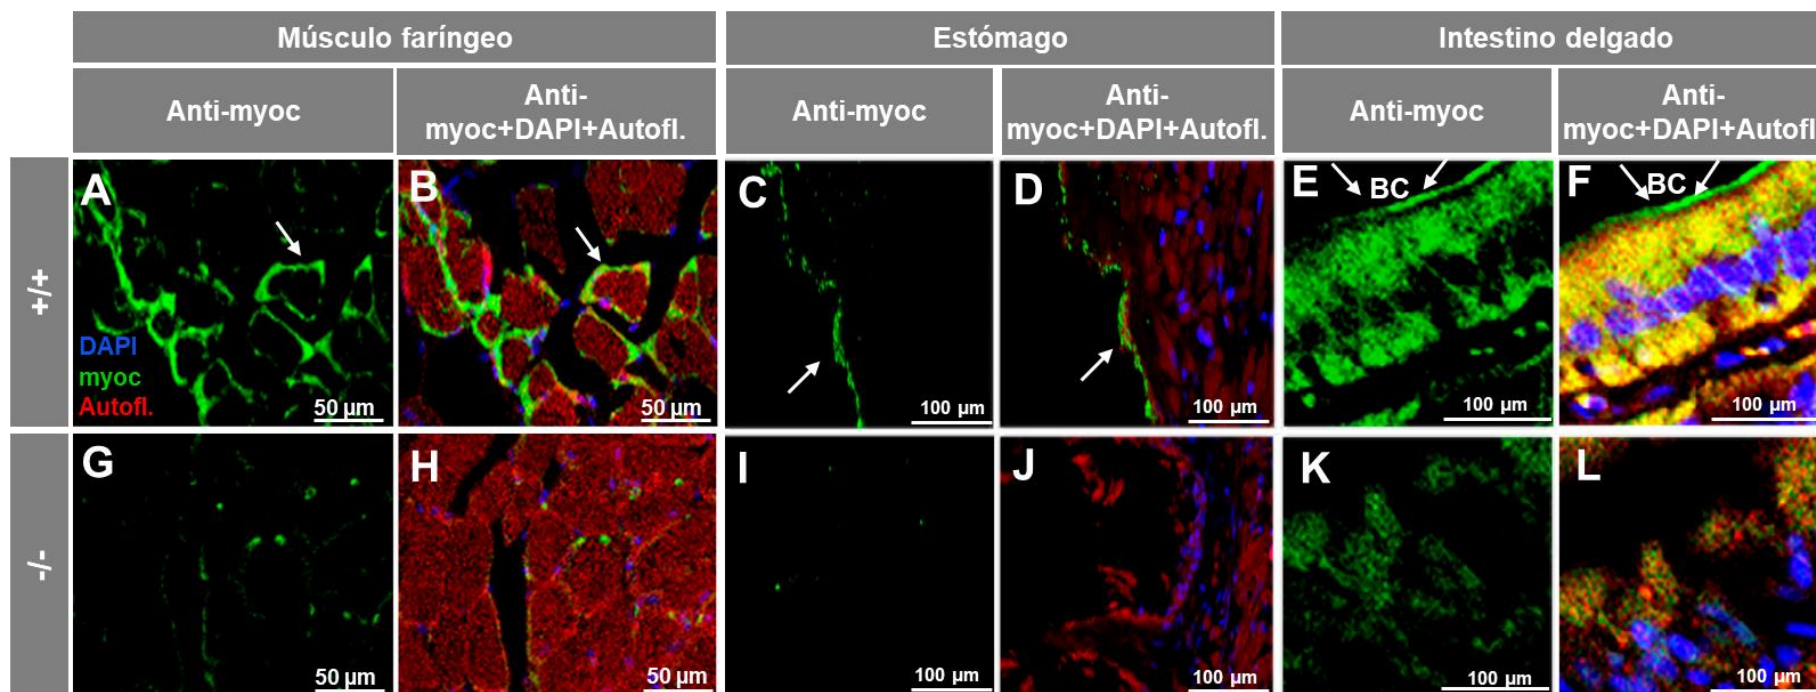 Músculo faríngeo
Estómago
Intestino delgado
Anti-myoc
Anti-
myoc+DAPI+Autofl.
Anti-myoc
Anti-
myoc+DAPI+Autofl.
Anti-myoc
Anti-
myoc+DAPI+Autofl
+/+
A
DAPI
myoc
Autofl.
50 µm
B
50 µm
C
100 µm
D
100 µm
E
BC
100 µm
F
BC
100 µm
-/-
G
50 µm
H
50 µm
I
100 µm
J
100 µm
K
100 µm
L
100 µm